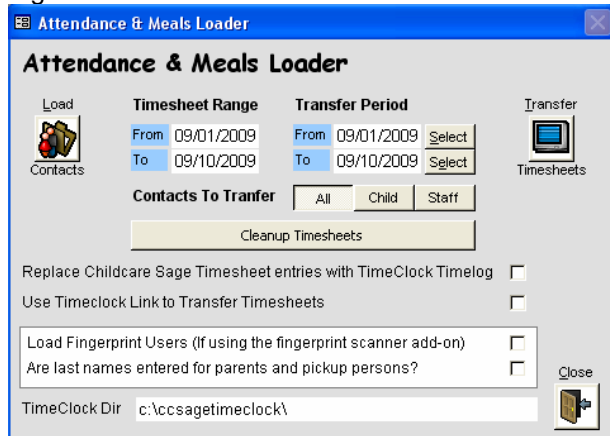 Attendance & Meals Loader
Attendance & Meals Loader
Load Timesheet Range Transfer Period Transfer
From 09/01/2009 From 09/01/2009 Select
To 09/10/2009 To 09/10/2009 Select
Contacts Timesheets
Contacts To Tranfer All Child Staff
Cleanup Timesheets
Replace Childcare Sage Timesheet entries with TimeClock Timelog
Use Timeclock Link to Transfer Timesheets
Load Fingerprint Users (If using the fingerprint scanner add-on)
Are last names entered for parents and pickup persons?
Close
TimeClock Dir c:\ccsagetimeclock\